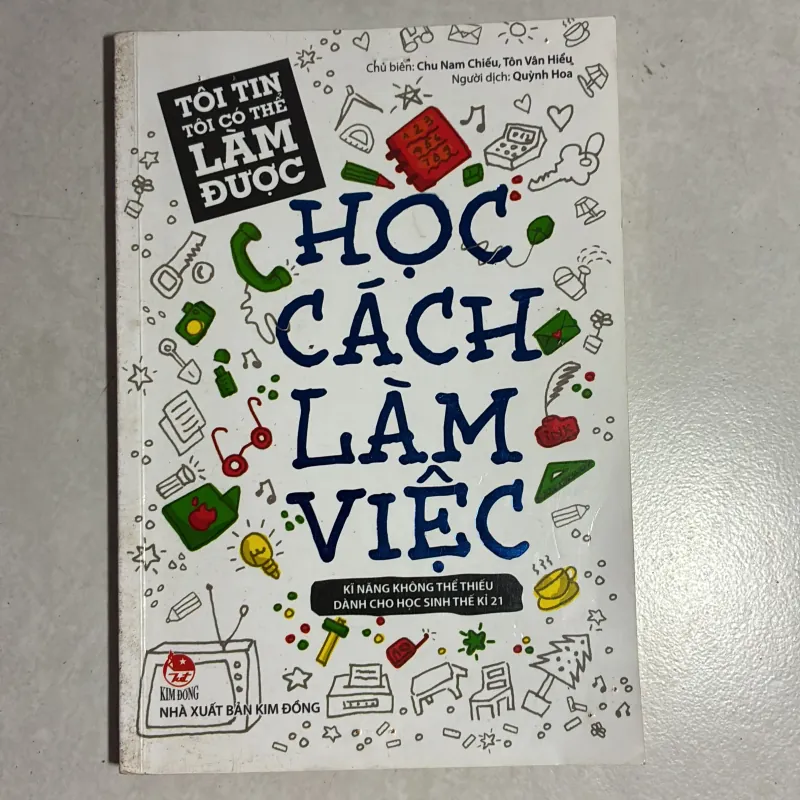 Chủ biên: Chu Nam Chiếu, Tôn Vân Hiểu
Người dịch: Quỳnh Hoa
TÔI TIN
TÔI CÓ THỂ
LÀM
ĐƯỢC
HỌC
CÁCH
LÀM
VIỆC
KĨ NĂNG KHÔNG THỂ THIẾU
DÀNH CHO HỌC SINH THẾ KỈ 21
KIM ĐỒNG
NHÀ XUẤT BẢN KIM ĐỒNG